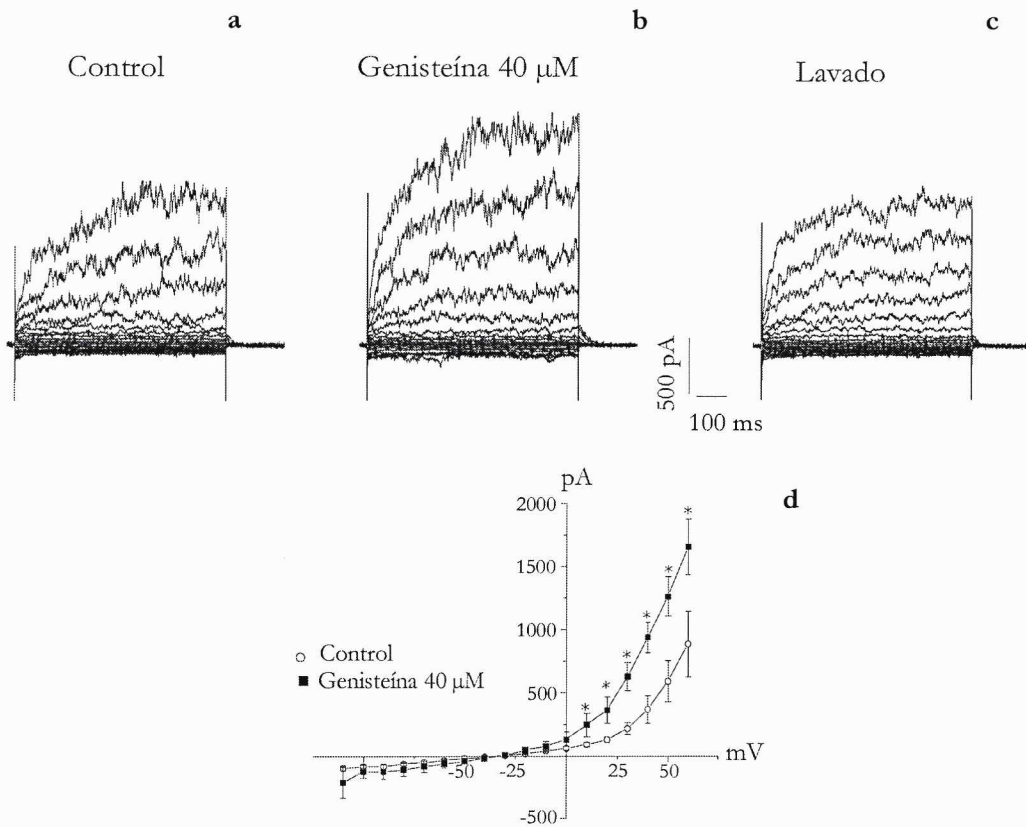 a
b
c
Control
Genisteína 40 µM
Lavado
500 pA
100 ms
pA
d
2000
1500
1000
500
-500
-50
-25
25
50
mV
Control
Genisteína 40 µM
*
*
*
*
*
*